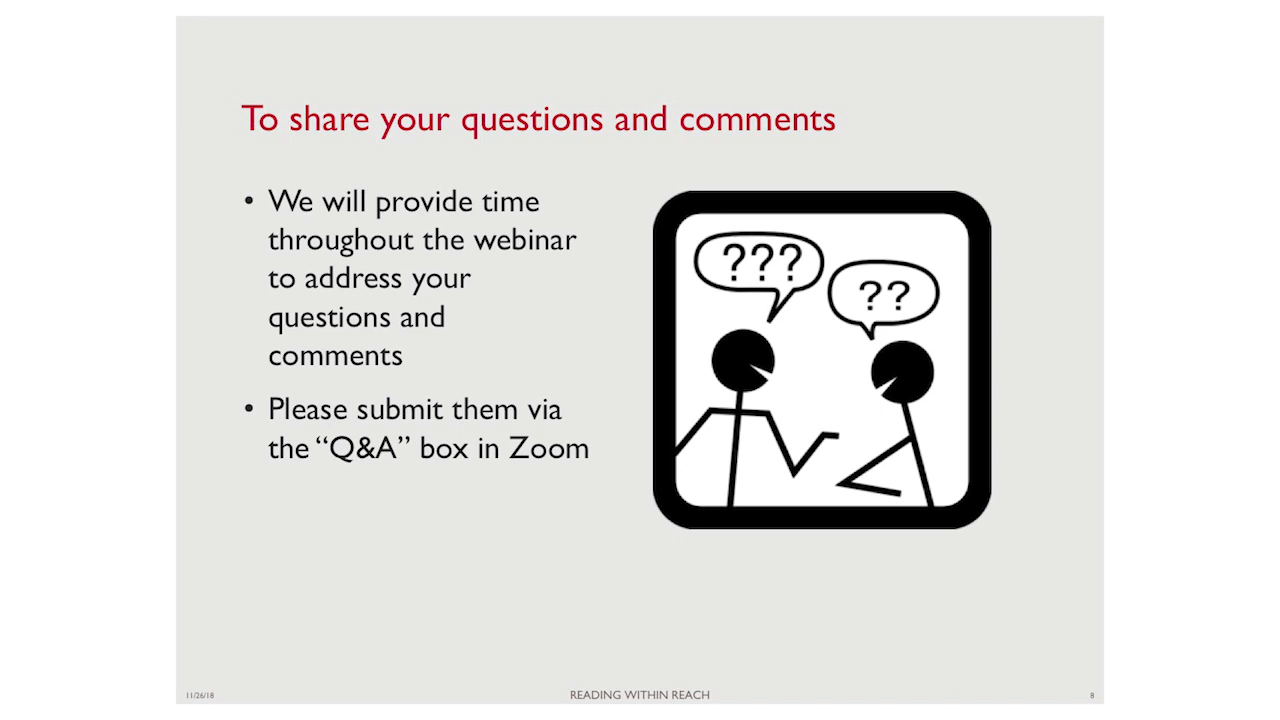 To share your questions and comments
• We will provide time
throughout the webinar
to address your
questions and
comments
• Please submit them via
the “Q&A” box in Zoom
???
??
11/26/18
READING WITHIN REACH
8